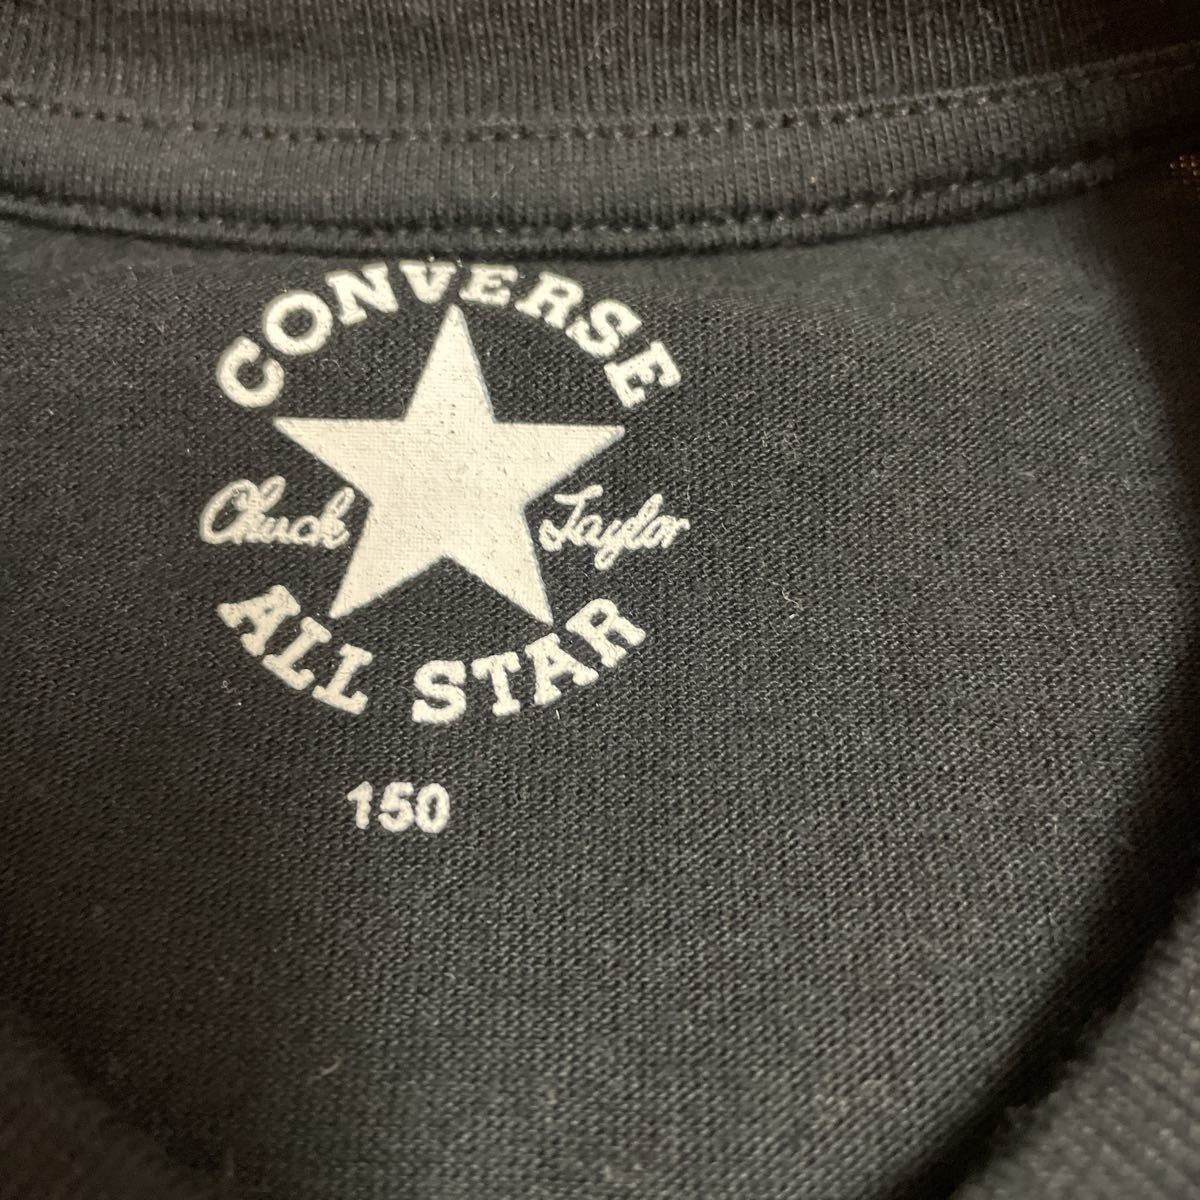 CONVERSE
Chuck Taylor
ALL STAR
150